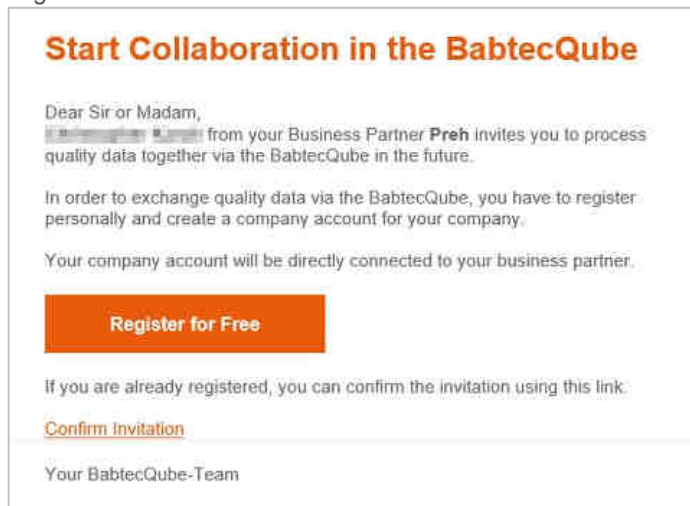 Start Collaboration in the BabtecQube
Dear Sir or Madam,
from your Business Partner Preh invites you to process
quality data together via the BabtecQube in the future.
In order to exchange quality data via the BabtecQube, you have to register
personally and create a company account for your company.
Your company account will be directly connected to your business partner.
Register for Free
If you are already registered, you can confirm the invitation using this link.
Confirm Invitation
Your BabtecQube-Team